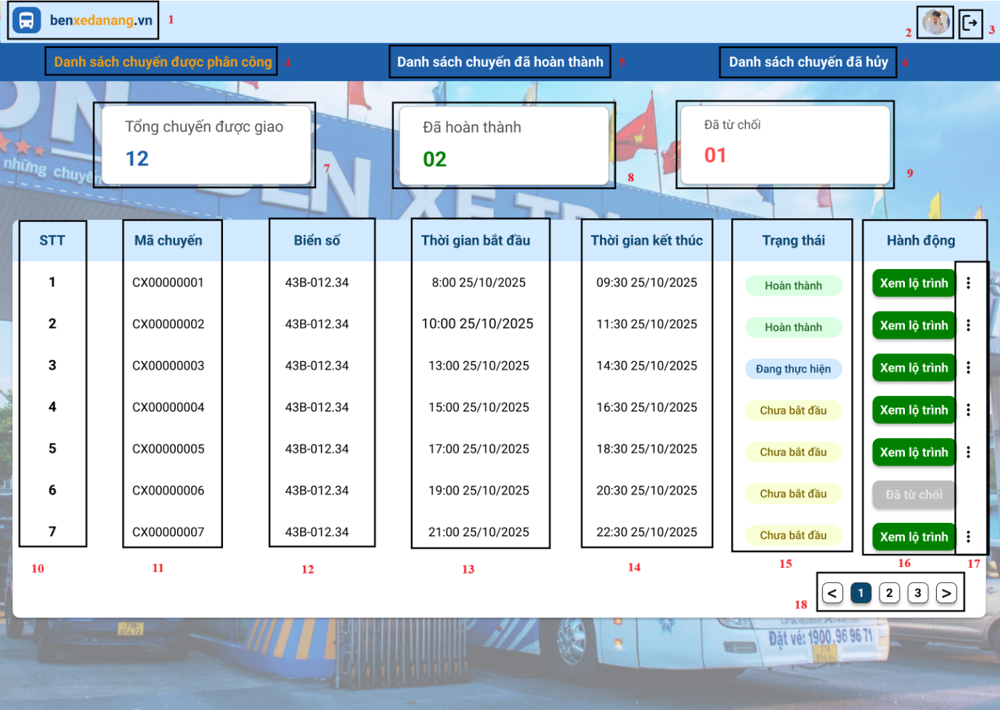 benxedanang.vn 1
2 3
Danh sách chuyến được phân công 4 Danh sách chuyến đã hoàn thành 5 Danh sách chuyến đã hủy 6
Tổng chuyến được giao Đã hoàn thành Đã từ chối
12 02 01
7 8 9
những chuyến
BẾN XE TRU
STT Mã chuyến Biển số Thời gian bắt đầu Thời gian kết thúc Trạng thái Hành động
1 CX00000001 43B-012.34 8:00 25/10/2025 09:30 25/10/2025 Hoàn thành Xem lộ trình
2 CX00000002 43B-012.34 10:00 25/10/2025 11:30 25/10/2025 Hoàn thành Xem lộ trình
3 CX00000003 43B-012.34 13:00 25/10/2025 14:30 25/10/2025 Đang thực hiện Xem lộ trình
4 CX00000004 43B-012.34 15:00 25/10/2025 16:30 25/10/2025 Chưa bắt đầu Xem lộ trình
5 CX00000005 43B-012.34 17:00 25/10/2025 18:30 25/10/2025 Chưa bắt đầu Xem lộ trình
6 CX00000006 43B-012.34 19:00 25/10/2025 20:30 25/10/2025 Chưa bắt đầu Đã từ chối
7 CX00000007 43B-012.34 21:00 25/10/2025 22:30 25/10/2025 Chưa bắt đầu Xem lộ trình
10 11 12 13 14 15 16 17
18 < 1 2 3 >
Đặt vé: 1900.96 96 71